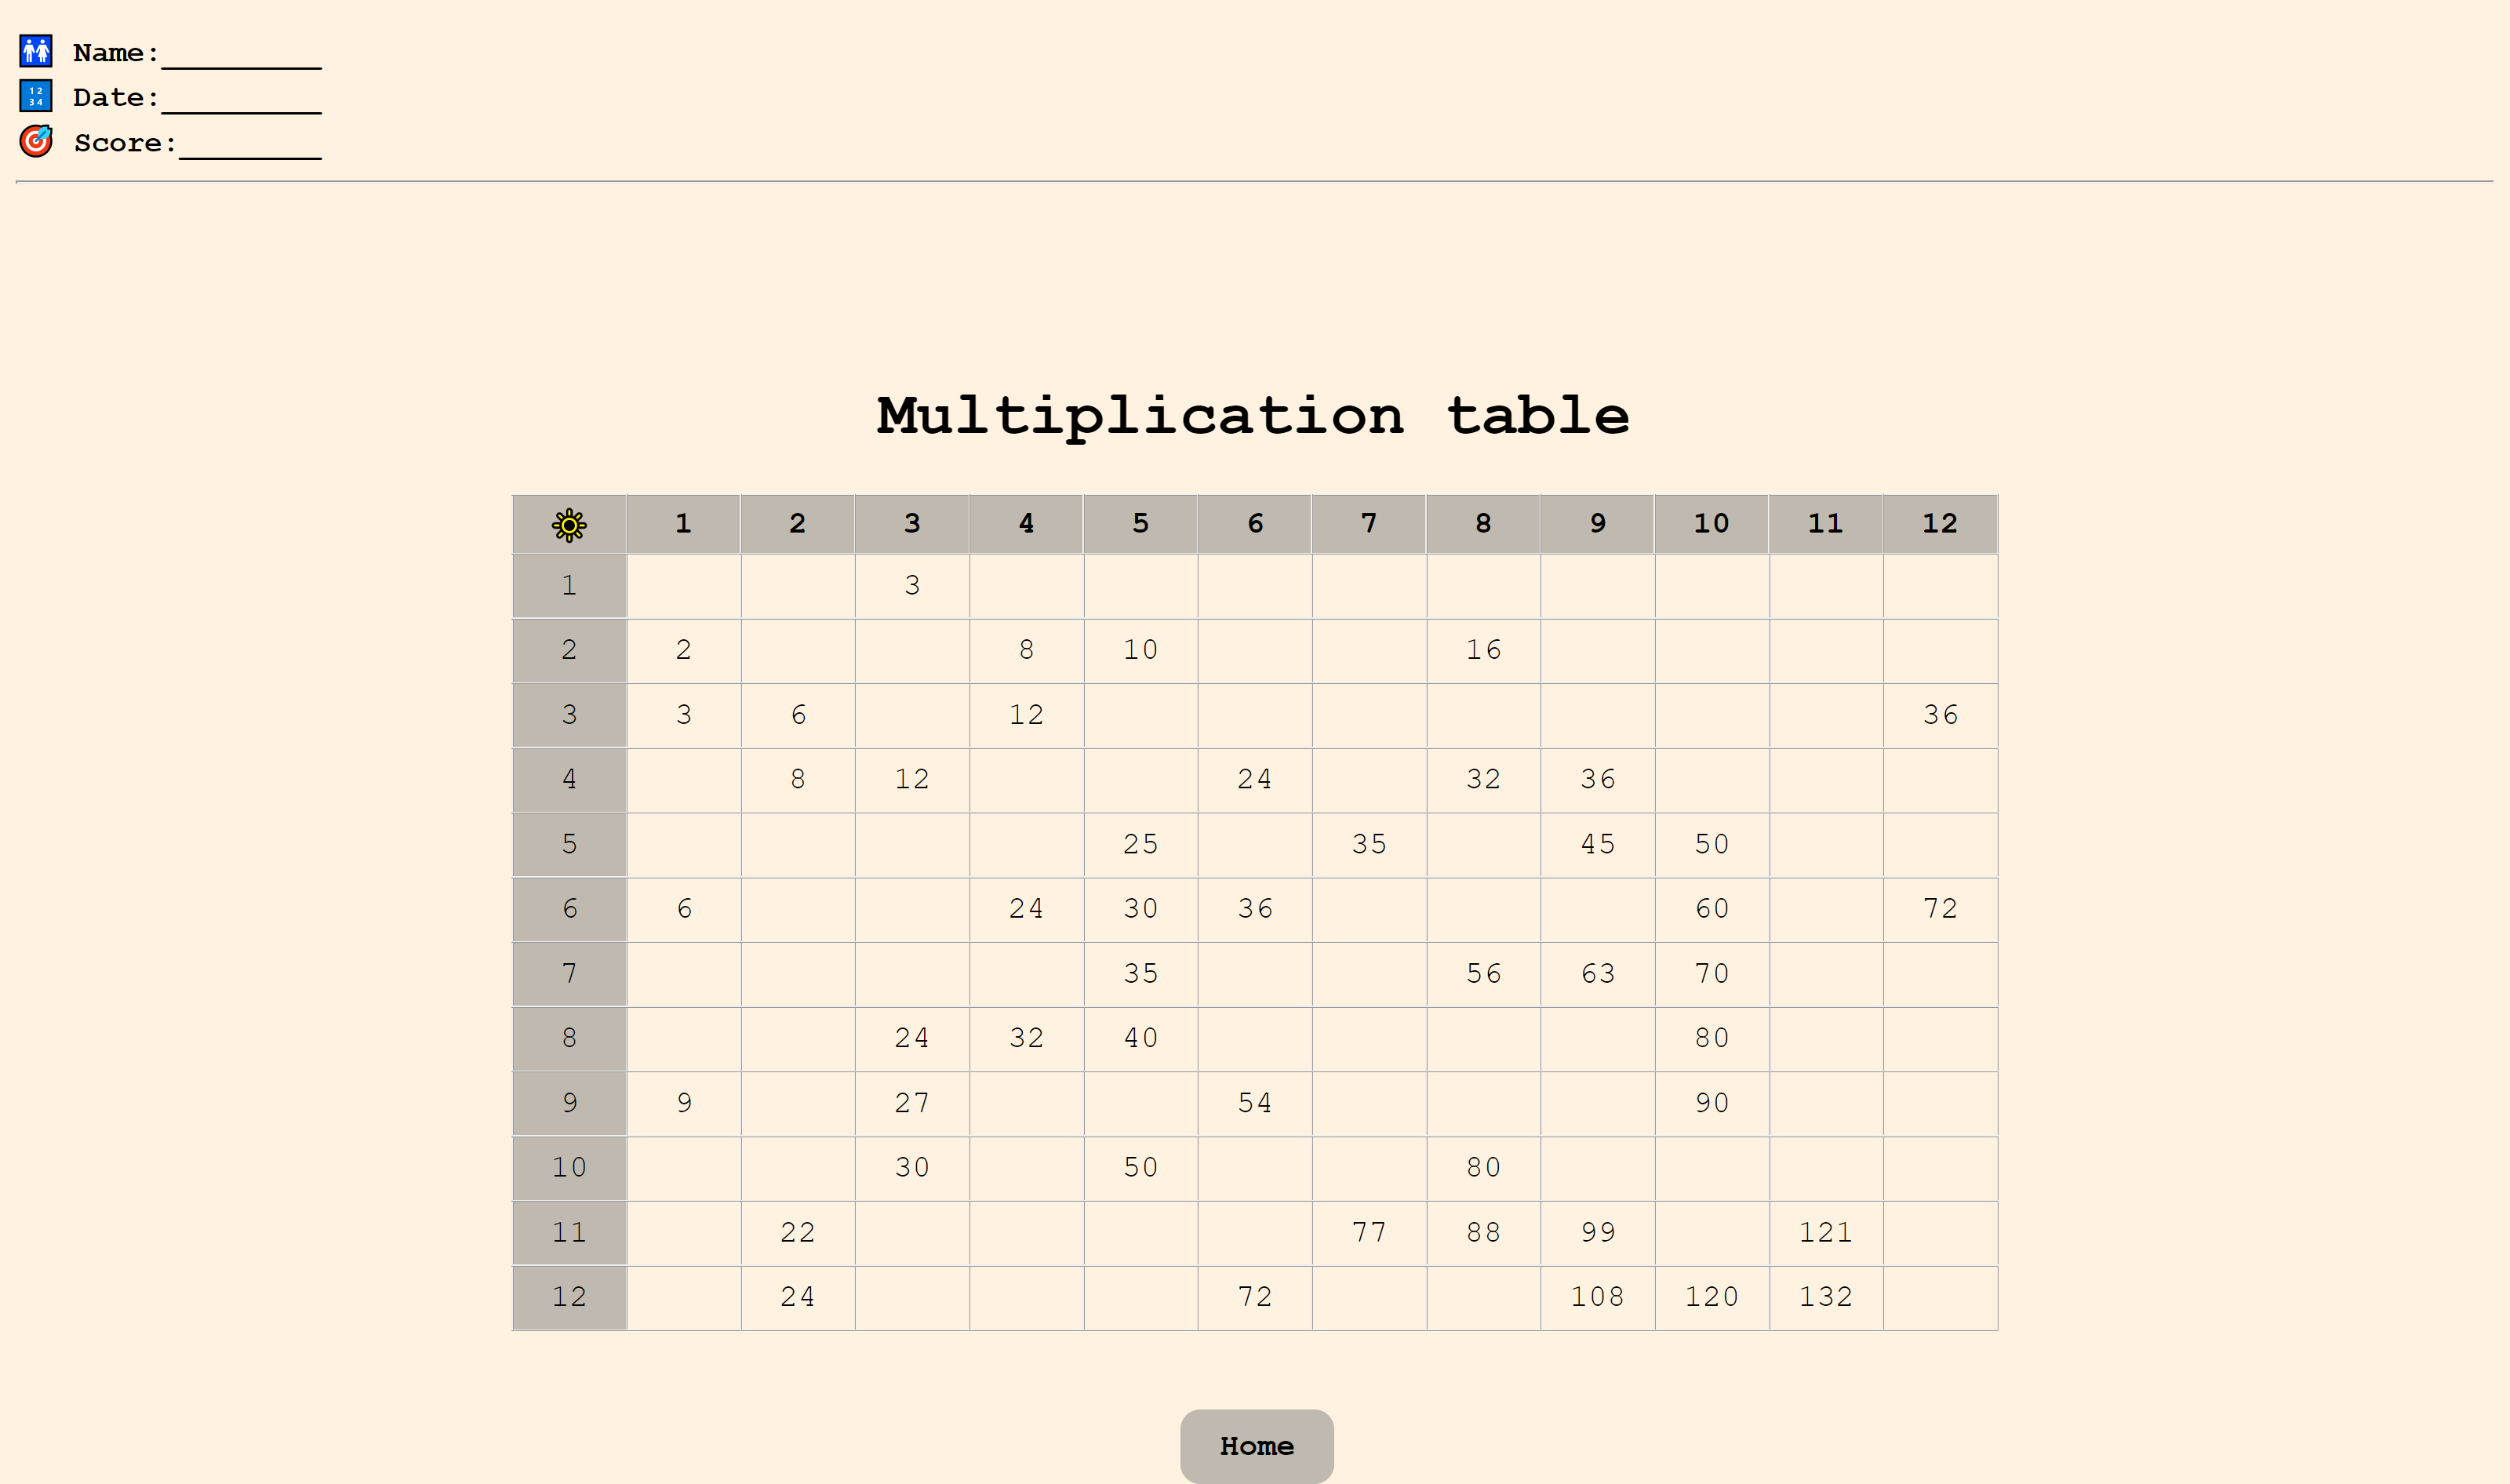 Name:_________
Date:_________
Score:________
Multiplication table
1 2 3 4 5 6 7 8 9 10 11 12
1 3
2 2 8 10 16
3 3 6 12 36
4 8 12 24 32 36
5 25 35 45 50
6 6 24 30 36 60 72
7 35 56 63 70
8 24 32 40 80
9 9 27 54 90
10 30 50 80
11 22 77 88 99 121
12 24 72 108 120 132
Home